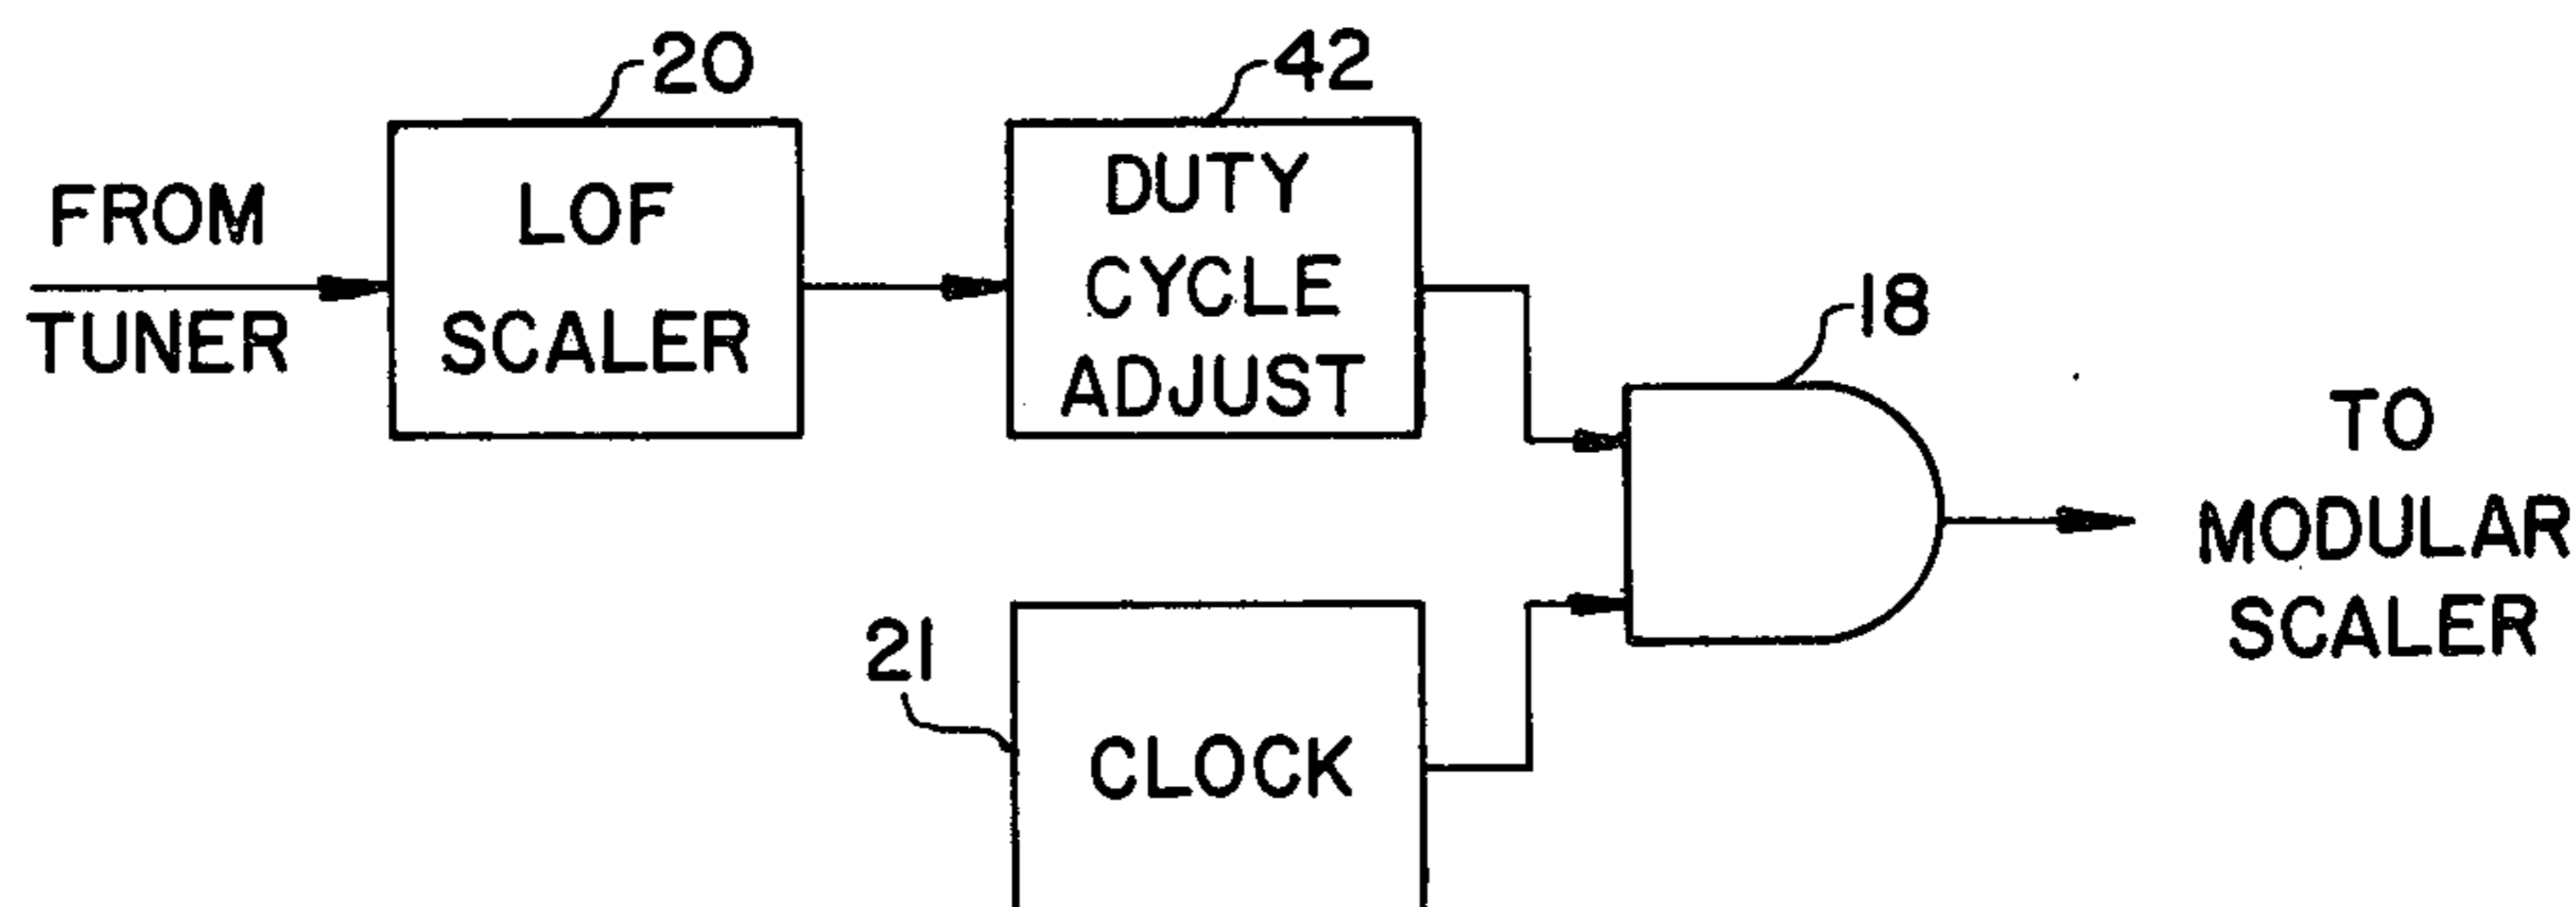 20
42
FROM
TUNER
LOF
SCALER
DUTY
CYCLE
ADJUST
18
TO
MODULAR
SCALER
21
CLOCK